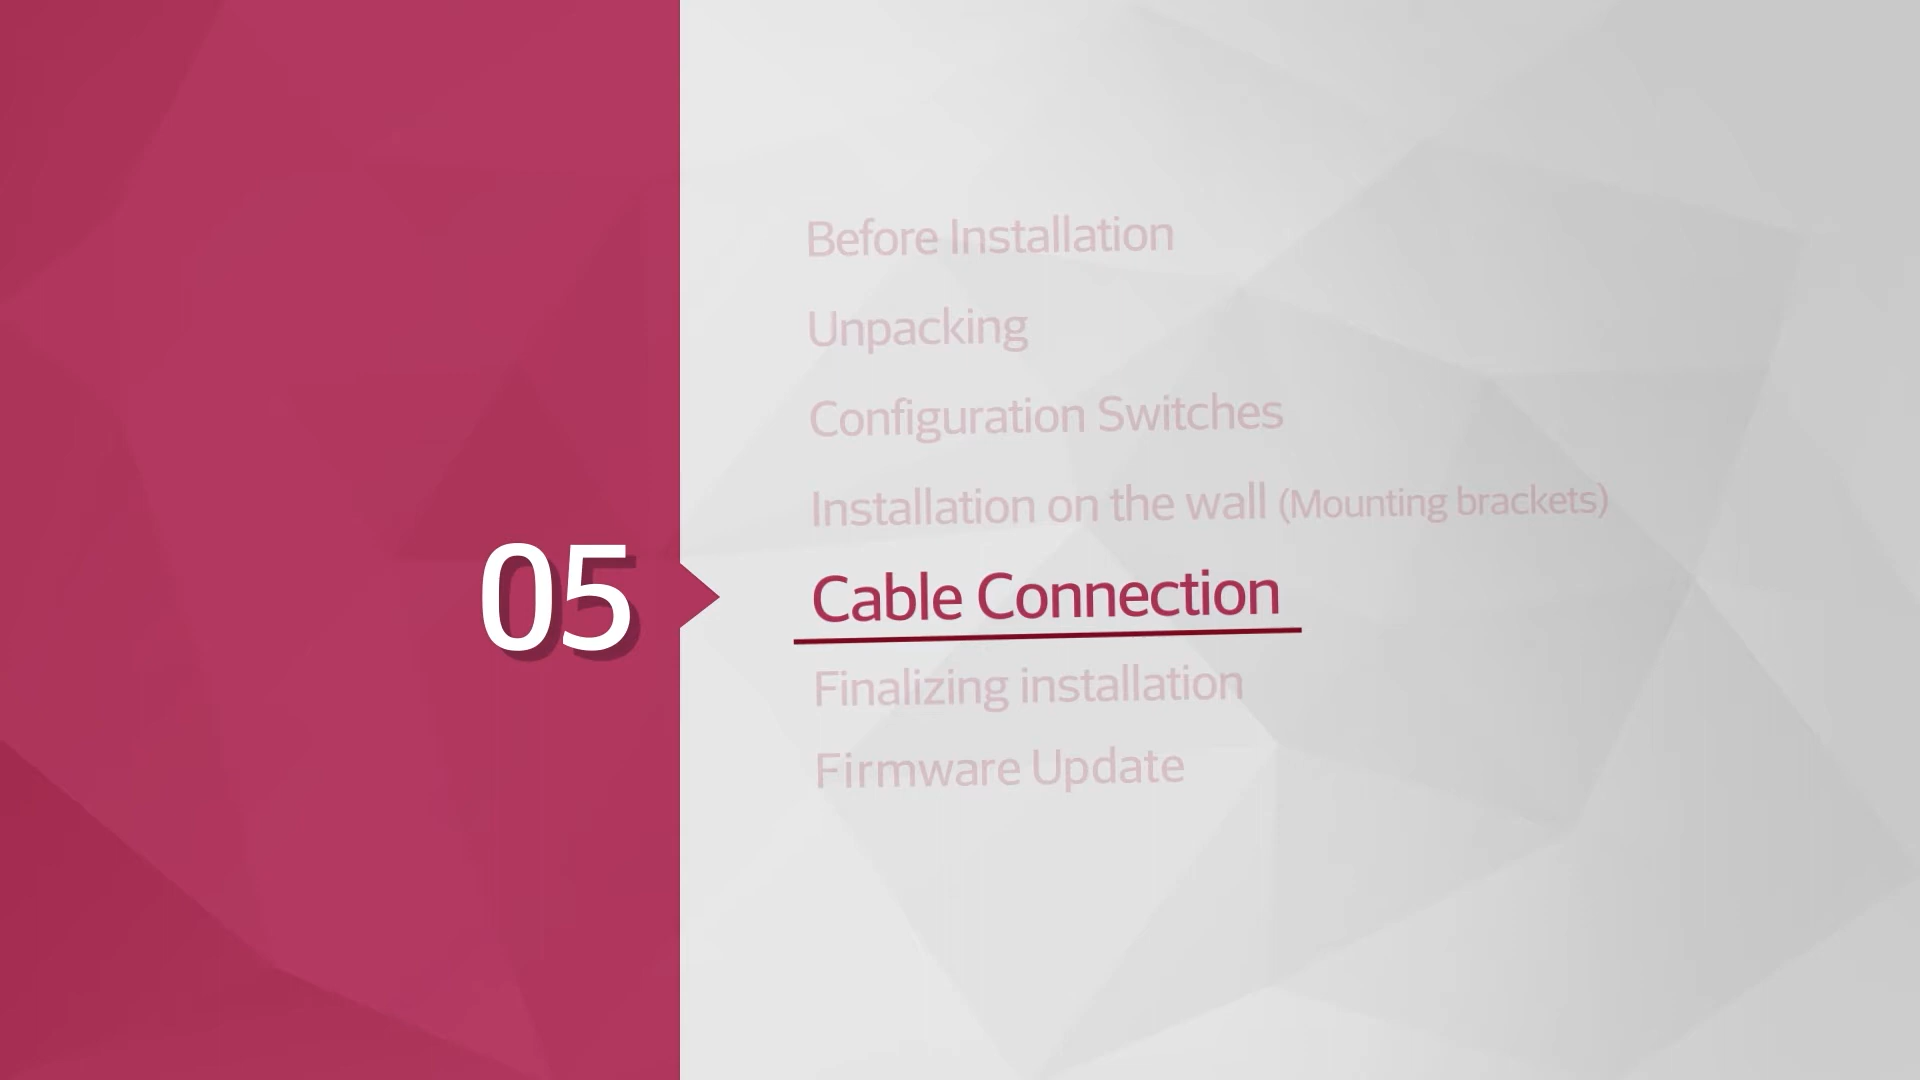 Before Installation
Unpacking
Configuration Switches
Installation on the wall (Mounting brackets)
05
Cable Connection
Finalizing installation
Firmware Update